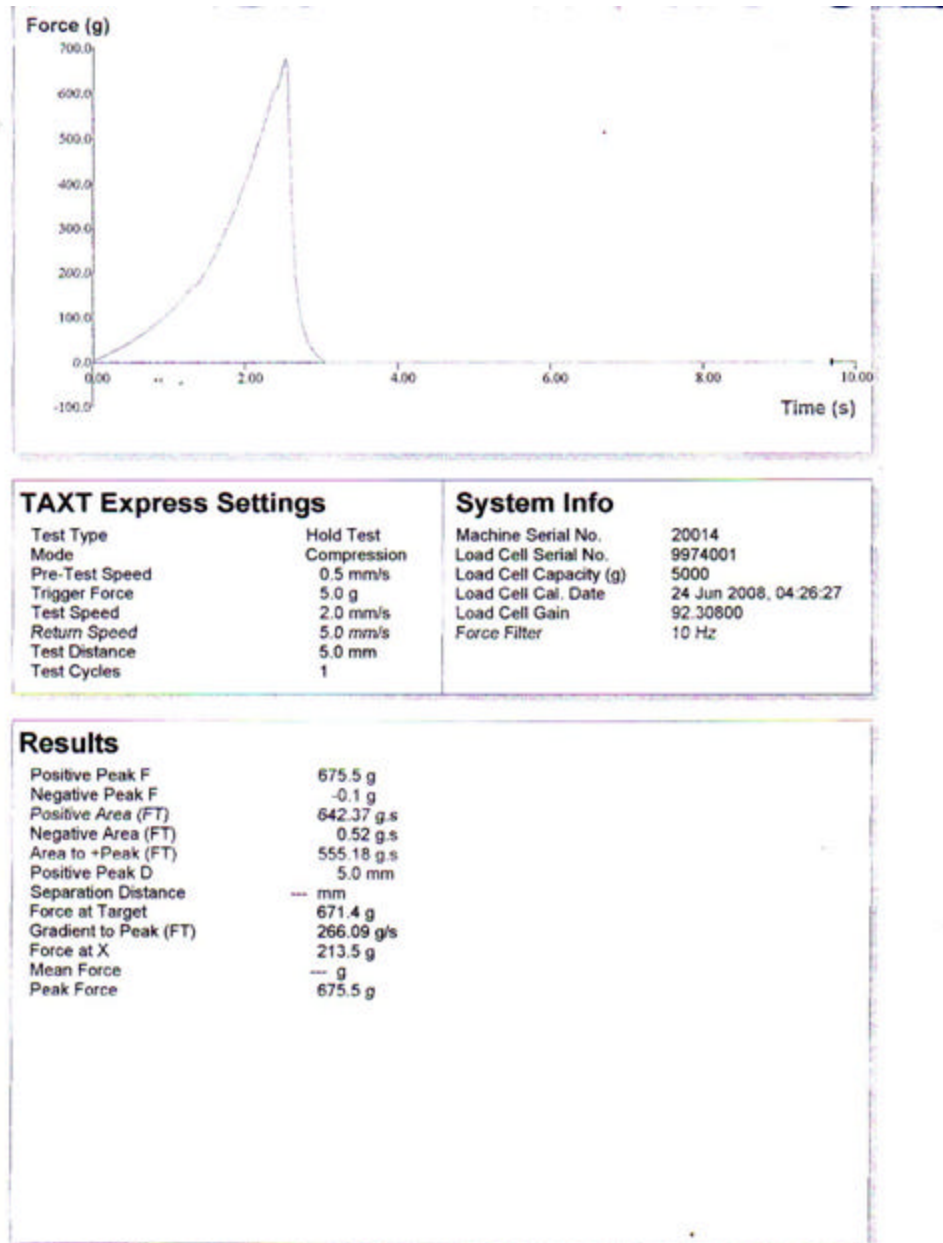 Force (g)
700.0
600.0
500.0
400.0
300.0
200.0
100.0
0.0
0.00 2.00 4.00 6.00 8.00 10.00
-100.0
Time (s)
TAXT Express Settings
Test Type Hold Test
Mode Compression
Pre-Test Speed 0.5 mm/s
Trigger Force 5.0 g
Test Speed 2.0 mm/s
Return Speed 5.0 mm/s
Test Distance 5.0 mm
Test Cycles 1
System Info
Machine Serial No. 20014
Load Cell Serial No. 9974001
Load Cell Capacity (g) 5000
Load Cell Cal. Date 24 Jun 2008, 04:26:27
Load Cell Gain 92.30800
Force Filter 10 Hz
Results
Positive Peak F 675.5 g
Negative Peak F -0.1 g
Positive Area (FT) 642.37 g.s
Negative Area (FT) 0.52 g.s
Area to +Peak (FT) 555.18 g.s
Positive Peak D 5.0 mm
Separation Distance --- mm
Force at Target 671.4 g
Gradient to Peak (FT) 266.09 g/s
Force at X 213.5 g
Mean Force --- g
Peak Force 675.5 g